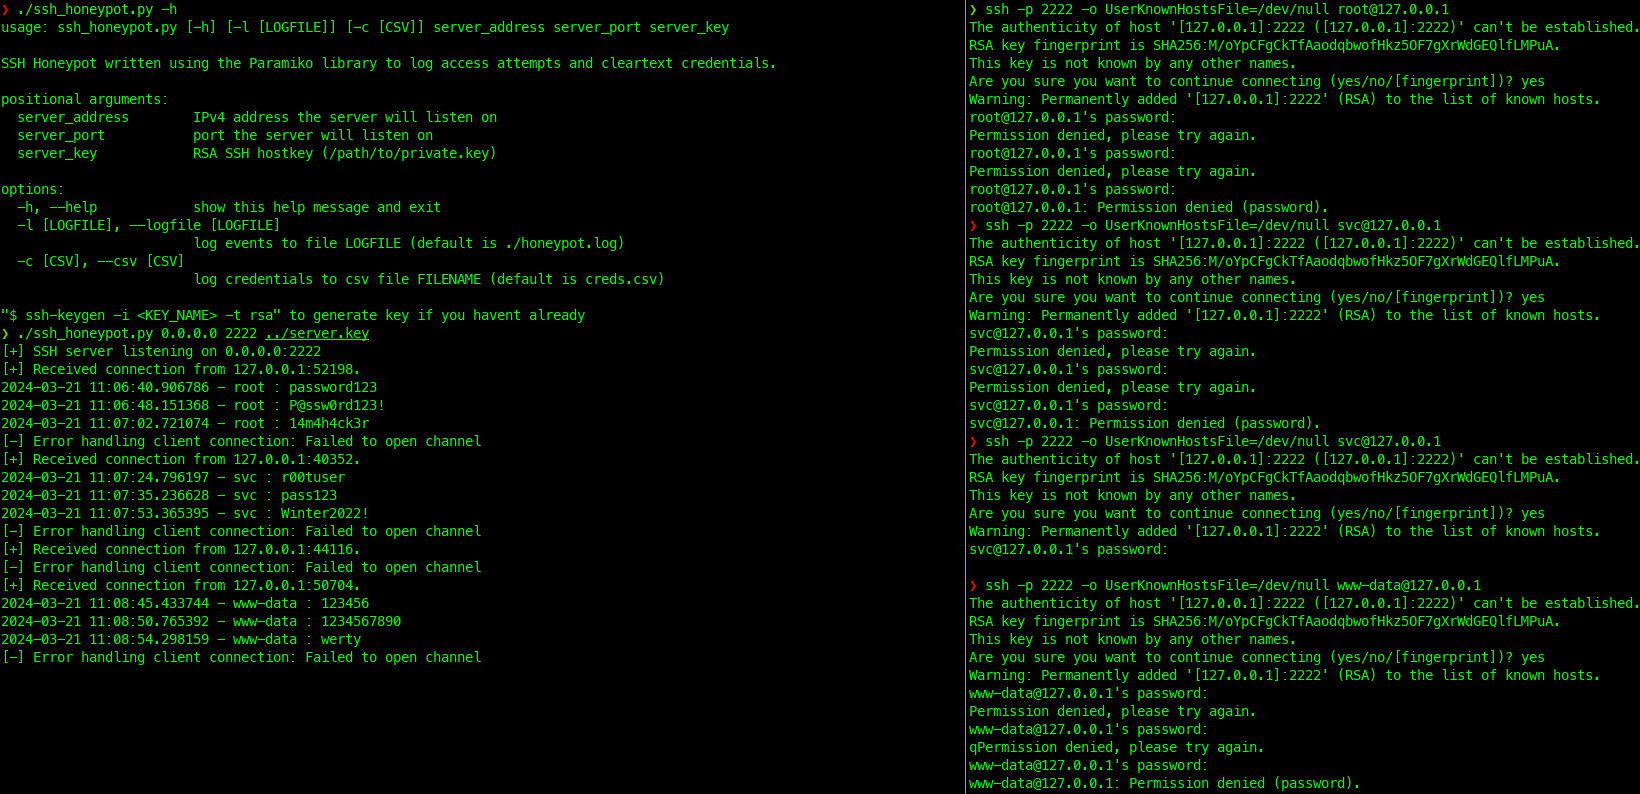 ❯ ./ssh_honeypot.py -h
usage: ssh_honeypot.py [-h] [-l [LOGFILE]] [-c [CSV]] server_address server_port server_key
SSH Honeypot written using the Paramiko library to log access attempts and cleartext credentials.
positional arguments:
server_address IPv4 address the server will listen on
server_port port the server will listen on
server_key RSA SSH hostkey (/path/to/private.key)
options:
-h, --help show this help message and exit
-l [LOGFILE], --logfile [LOGFILE]
log events to file LOGFILE (default is ./honeypot.log)
-c [CSV], --csv [CSV]
log credentials to csv file FILENAME (default is creds.csv)
"$ ssh-keygen -i <KEY_NAME> -t rsa" to generate key if you havent already
❯ ./ssh_honeypot.py 0.0.0.0 2222 ../server.key
[+] SSH server listening on 0.0.0.0:2222
[+] Received connection from 127.0.0.1:52198.
2024-03-21 11:06:40.906786 - root : password123
2024-03-21 11:06:48.151368 - root : P@ssw0rd123!
2024-03-21 11:07:02.721074 - root : 14m4h4ck3r
[-] Error handling client connection: Failed to open channel
[+] Received connection from 127.0.0.1:40352.
2024-03-21 11:07:24.796197 - svc : r00tuser
2024-03-21 11:07:35.236628 - svc : pass123
2024-03-21 11:07:53.365395 - svc : Winter2022!
[-] Error handling client connection: Failed to open channel
[+] Received connection from 127.0.0.1:44116.
[-] Error handling client connection: Failed to open channel
[+] Received connection from 127.0.0.1:50704.
2024-03-21 11:08:45.433744 - www-data : 123456
2024-03-21 11:08:50.765392 - www-data : 1234567890
2024-03-21 11:08:54.298159 - www-data : werty
[-] Error handling client connection: Failed to open channel
❯ ssh -p 2222 -o UserKnownHostsFile=/dev/null root@127.0.0.1
The authenticity of host '[127.0.0.1]:2222 ([127.0.0.1]:2222)' can't be established.
RSA key fingerprint is SHA256:M/oYpCFgCkTfAaodqbwofHkz5OF7gXrWdGEQlfLMPuA.
This key is not known by any other names.
Are you sure you want to continue connecting (yes/no/[fingerprint])? yes
Warning: Permanently added '[127.0.0.1]:2222' (RSA) to the list of known hosts.
root@127.0.0.1's password:
Permission denied, please try again.
root@127.0.0.1's password:
Permission denied, please try again.
root@127.0.0.1's password:
root@127.0.0.1: Permission denied (password).
❯ ssh -p 2222 -o UserKnownHostsFile=/dev/null svc@127.0.0.1
The authenticity of host '[127.0.0.1]:2222 ([127.0.0.1]:2222)' can't be established.
RSA key fingerprint is SHA256:M/oYpCFgCkTfAaodqbwofHkz5OF7gXrWdGEQlfLMPuA.
This key is not known by any other names.
Are you sure you want to continue connecting (yes/no/[fingerprint])? yes
Warning: Permanently added '[127.0.0.1]:2222' (RSA) to the list of known hosts.
svc@127.0.0.1's password:
Permission denied, please try again.
svc@127.0.0.1's password:
Permission denied, please try again.
svc@127.0.0.1's password:
svc@127.0.0.1: Permission denied (password).
❯ ssh -p 2222 -o UserKnownHostsFile=/dev/null svc@127.0.0.1
The authenticity of host '[127.0.0.1]:2222 ([127.0.0.1]:2222)' can't be established.
RSA key fingerprint is SHA256:M/oYpCFgCkTfAaodqbwofHkz5OF7gXrWdGEQlfLMPuA.
This key is not known by any other names.
Are you sure you want to continue connecting (yes/no/[fingerprint])? yes
Warning: Permanently added '[127.0.0.1]:2222' (RSA) to the list of known hosts.
svc@127.0.0.1's password:
❯ ssh -p 2222 -o UserKnownHostsFile=/dev/null www-data@127.0.0.1
The authenticity of host '[127.0.0.1]:2222 ([127.0.0.1]:2222)' can't be established.
RSA key fingerprint is SHA256:M/oYpCFgCkTfAaodqbwofHkz5OF7gXrWdGEQlfLMPuA.
This key is not known by any other names.
Are you sure you want to continue connecting (yes/no/[fingerprint])? yes
Warning: Permanently added '[127.0.0.1]:2222' (RSA) to the list of known hosts.
www-data@127.0.0.1's password:
Permission denied, please try again.
www-data@127.0.0.1's password:
qPermission denied, please try again.
www-data@127.0.0.1's password:
www-data@127.0.0.1: Permission denied (password).